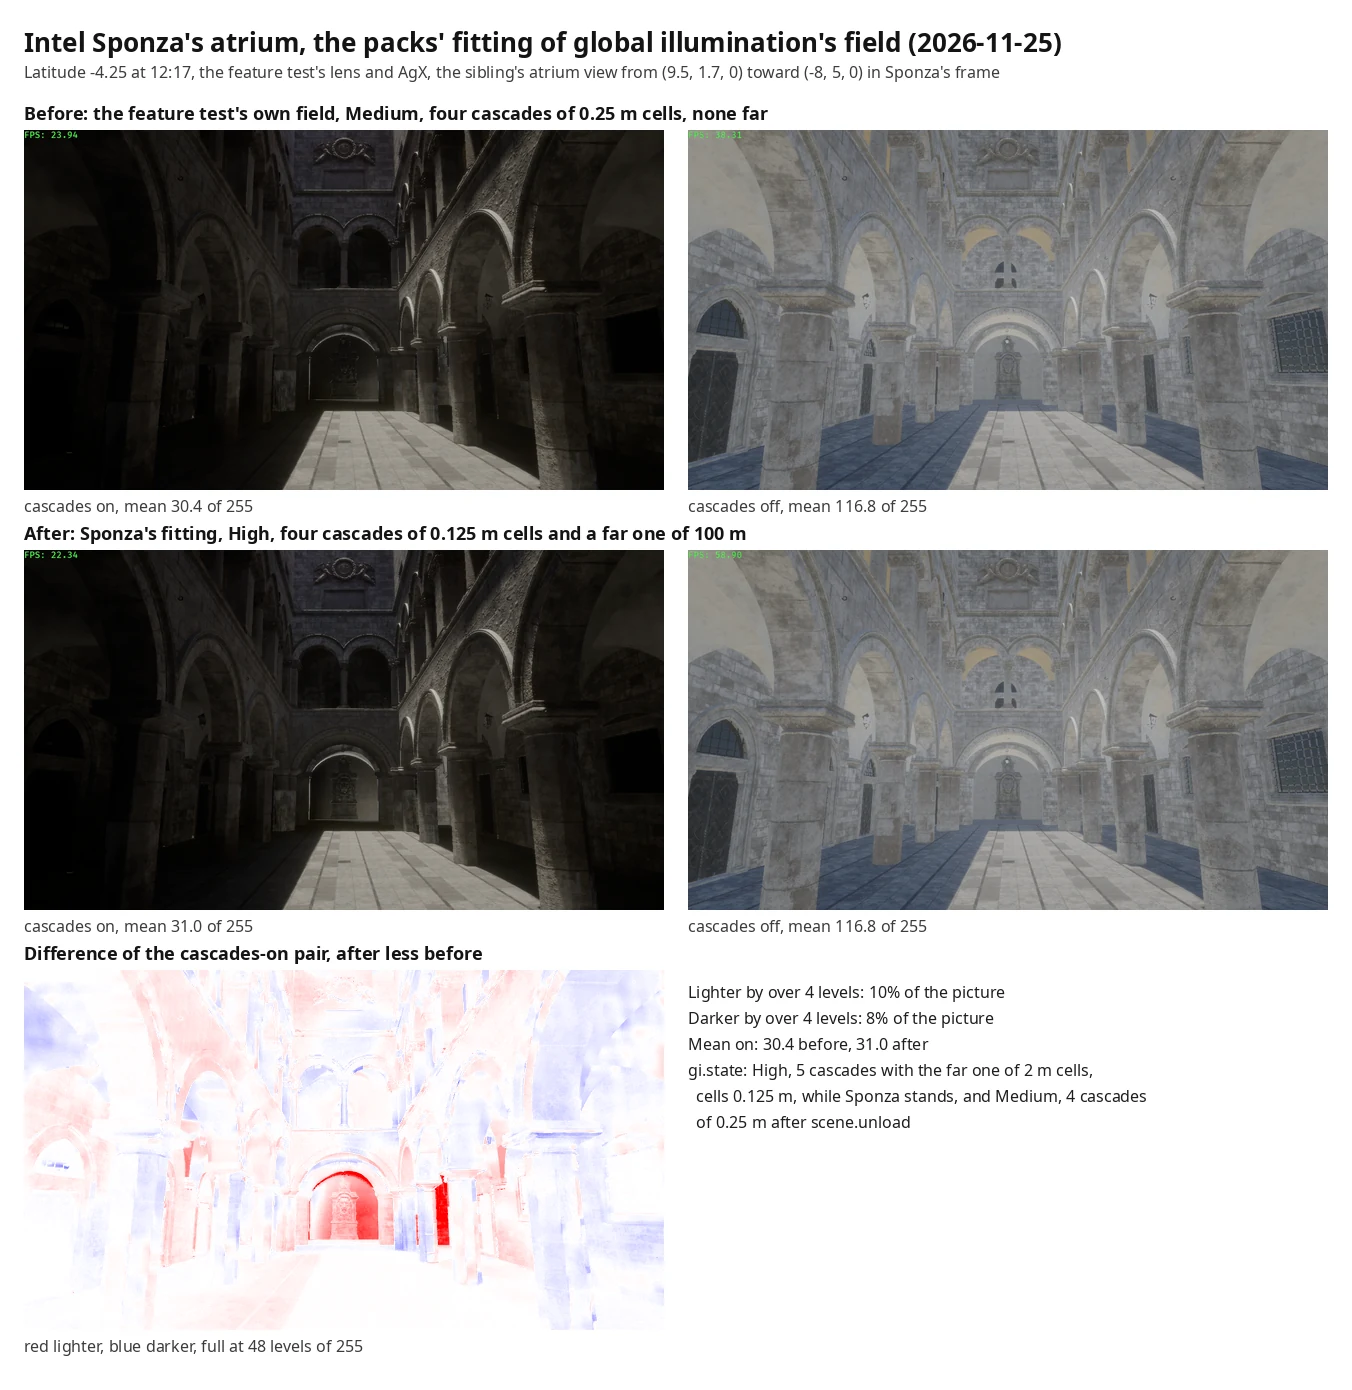 Intel Sponza's atrium, the packs' fitting of global illumination's field (2026-11-25)
Latitude -4.25 at 12:17, the feature test's lens and AgX, the sibling's atrium view from (9.5, 1.7, 0) toward (-8, 5, 0) in Sponza's frame
Before: the feature test's own field, Medium, four cascades of 0.25 m cells, none far
FPS: 23.94
FPS: 38.31
cascades on, mean 30.4 of 255
cascades off, mean 116.8 of 255
After: Sponza's fitting, High, four cascades of 0.125 m cells and a far one of 100 m
FPS: 22.34
FPS: 58.90
cascades on, mean 31.0 of 255
cascades off, mean 116.8 of 255
Difference of the cascades-on pair, after less before
Lighter by over 4 levels: 10% of the picture
Darker by over 4 levels: 8% of the picture
Mean on: 30.4 before, 31.0 after
gi.state: High, 5 cascades with the far one of 2 m cells,
cells 0.125 m, while Sponza stands, and Medium, 4 cascades
of 0.25 m after scene.unload
red lighter, blue darker, full at 48 levels of 255